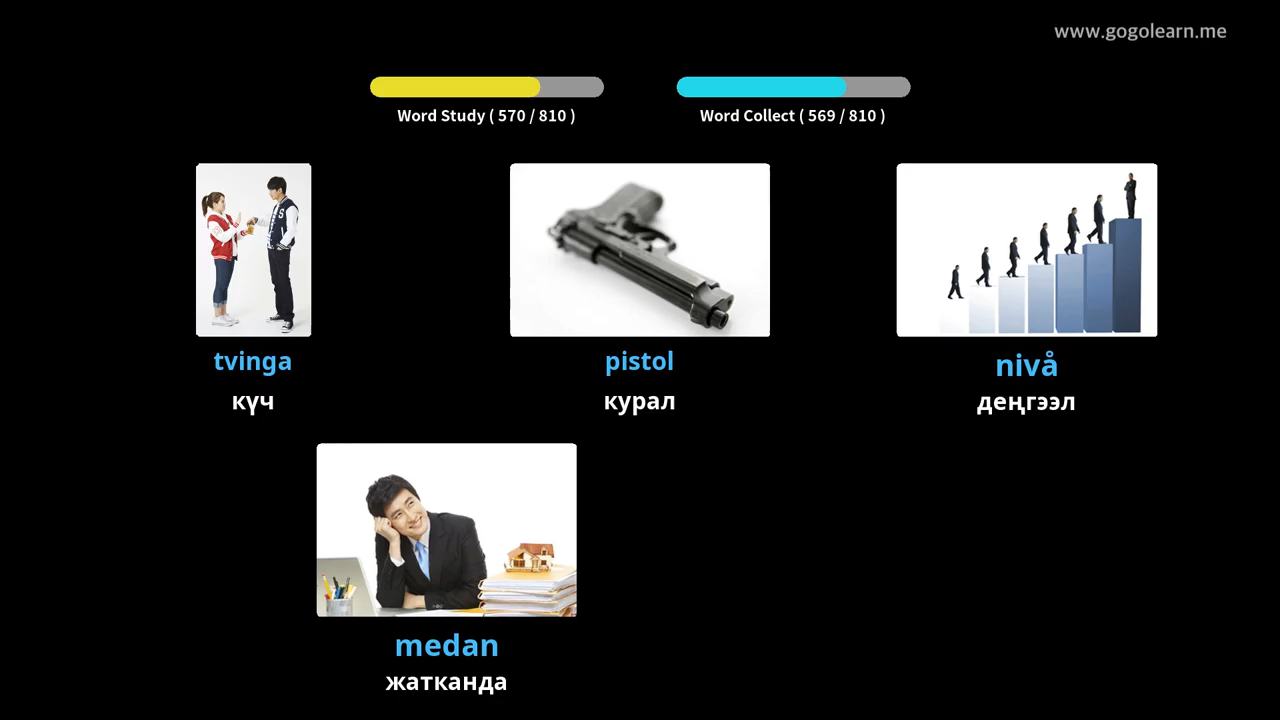 www.gogolearn.me
Word Study ( 570 / 810 )
Word Collect ( 569 / 810 )
tvinga
күч
pistol
курал
nivå
деңгээл
medan
жатканда